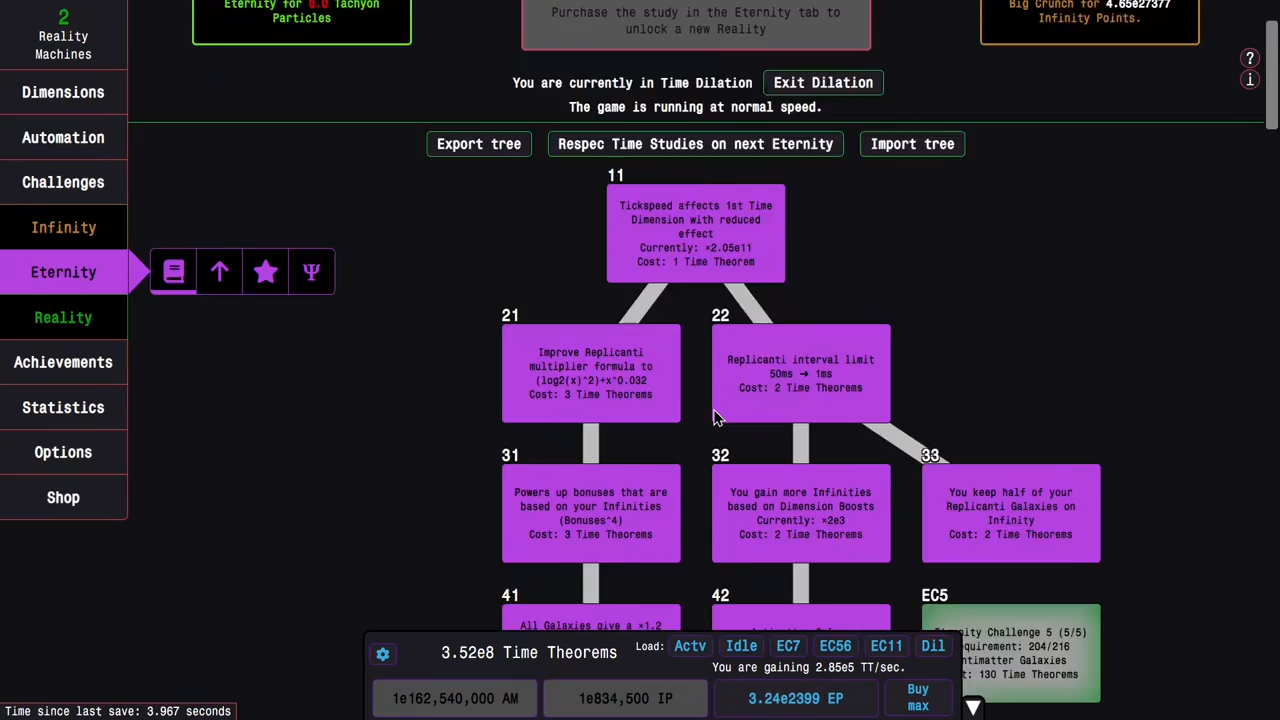 2
Reality
Machines
Eternity for 0.0 Tachyon
Particles
Purchase the study in the Eternity tab to
unlock a new Reality
Big Crunch for 4.65e27377
Infinity Points.
?
i
You are currently in Time Dilation
Exit Dilation
The game is running at normal speed.
Dimensions
Automation
Challenges
Infinity
Eternity
Ψ
Reality
Achievements
Statistics
Options
Shop
Export tree
Respec Time Studies on next Eternity
Import tree
11
Tickspeed affects 1st Time
Dimension with reduced
effect
Currently: ×2.05e11
Cost: 1 Time Theorem
21
Improve Replicanti
multiplier formula to
(log2(x)^2)+x^0.032
Cost: 3 Time Theorems
22
Replicanti interval limit
50ms → 1ms
Cost: 2 Time Theorems
31
Powers up bonuses that are
based on your Infinities
(Bonuses^4)
Cost: 3 Time Theorems
32
You gain more Infinities
based on Dimension Boosts
Currently: ×2e3
Cost: 2 Time Theorems
33
You keep half of your
Replicanti Galaxies on
Infinity
Cost: 2 Time Theorems
41
All Galaxies give a ×1.2
42
EC5
Eternity Challenge 5 (5/5)
equirement: 204/216
ntimatter Galaxies
: 130 Time Theorems
3.52e8 Time Theorems
Load: Actv Idle EC7 EC56 EC11 Dil
You are gaining 2.85e5 TT/sec.
1e162,540,000 AM
1e834,500 IP
3.24e2399 EP
Buy
max
Time since last save: 3.967 seconds